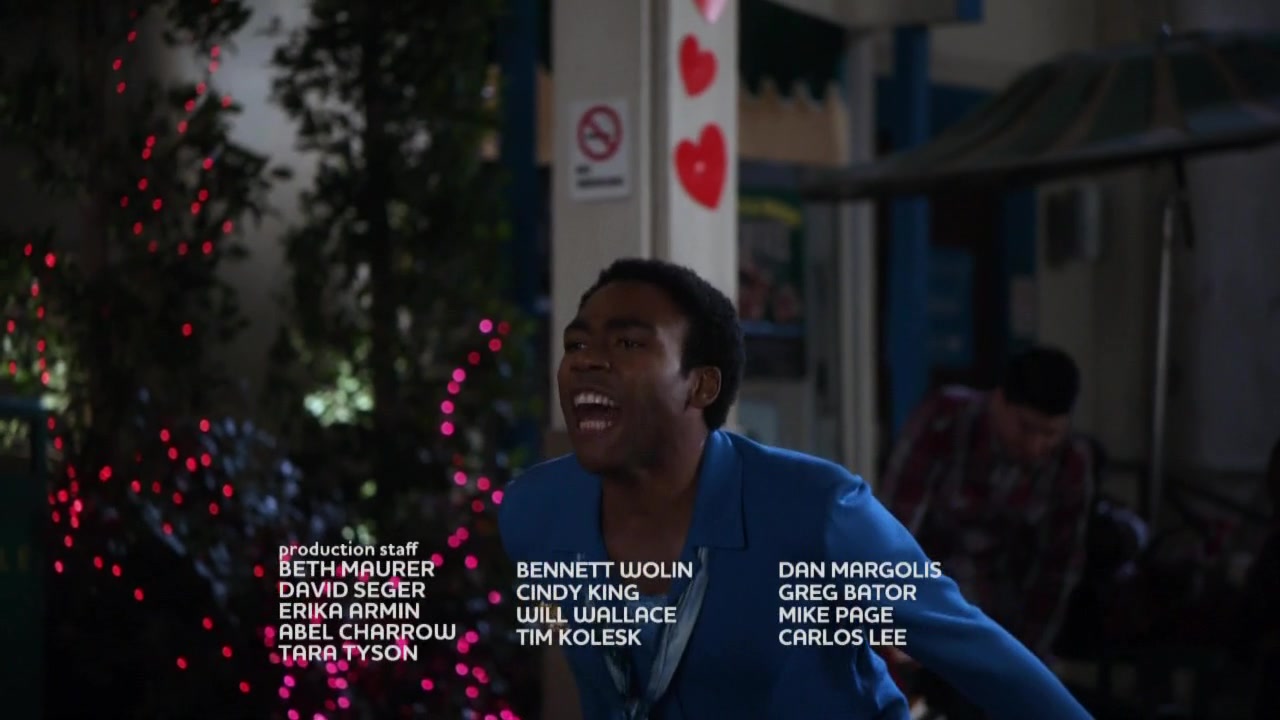 production staff
BETH MAURER
DAVID SEGER
ERIKA ARMIN
ABEL CHARROW
TARA TYSON
BENNETT WOLIN
CINDY KING
WILL WALLACE
TIM KOLESK
DAN MARGOLIS
GREG BATOR
MIKE PAGE
CARLOS LEE